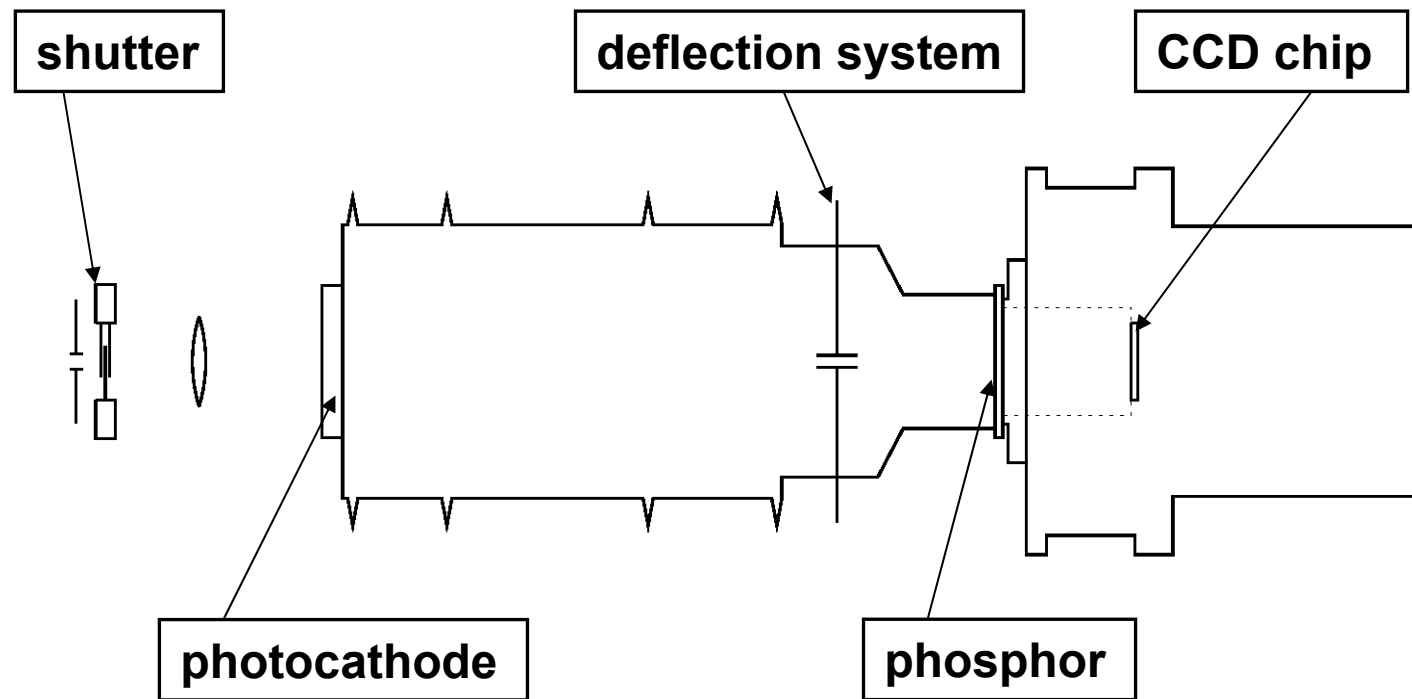 shutter
deflection system
CCD chip
photocathode
phosphor